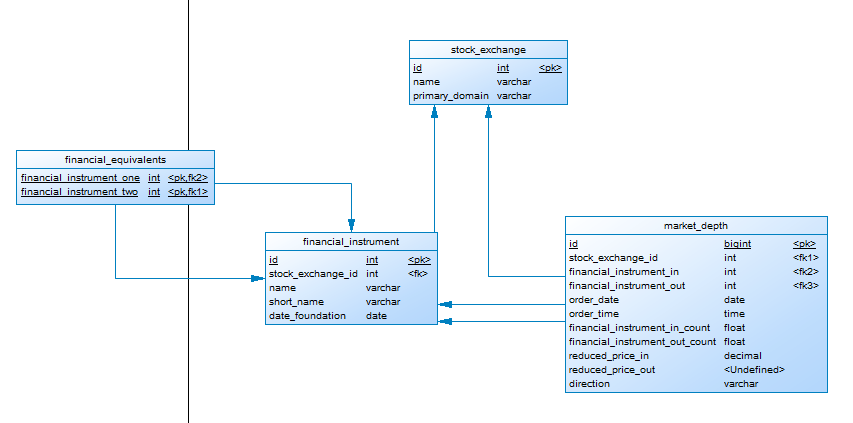 stock_exchange
id int <pk>
name varchar
primary_domain varchar
financial_equivalents
financial_instrument_one int <pk,fk2>
financial_instrument_two int <pk,fk1>
financial_instrument
id int <pk>
stock_exchange_id int <fk>
name varchar
short_name varchar
date_foundation date
market_depth
id bigint <pk>
stock_exchange_id int <fk1>
financial_instrument_in int <fk2>
financial_instrument_out int <fk3>
order_date date
order_time time
financial_instrument_in_count float
financial_instrument_out_count float
reduced_price_in decimal
reduced_price_out <Undefined>
direction varchar